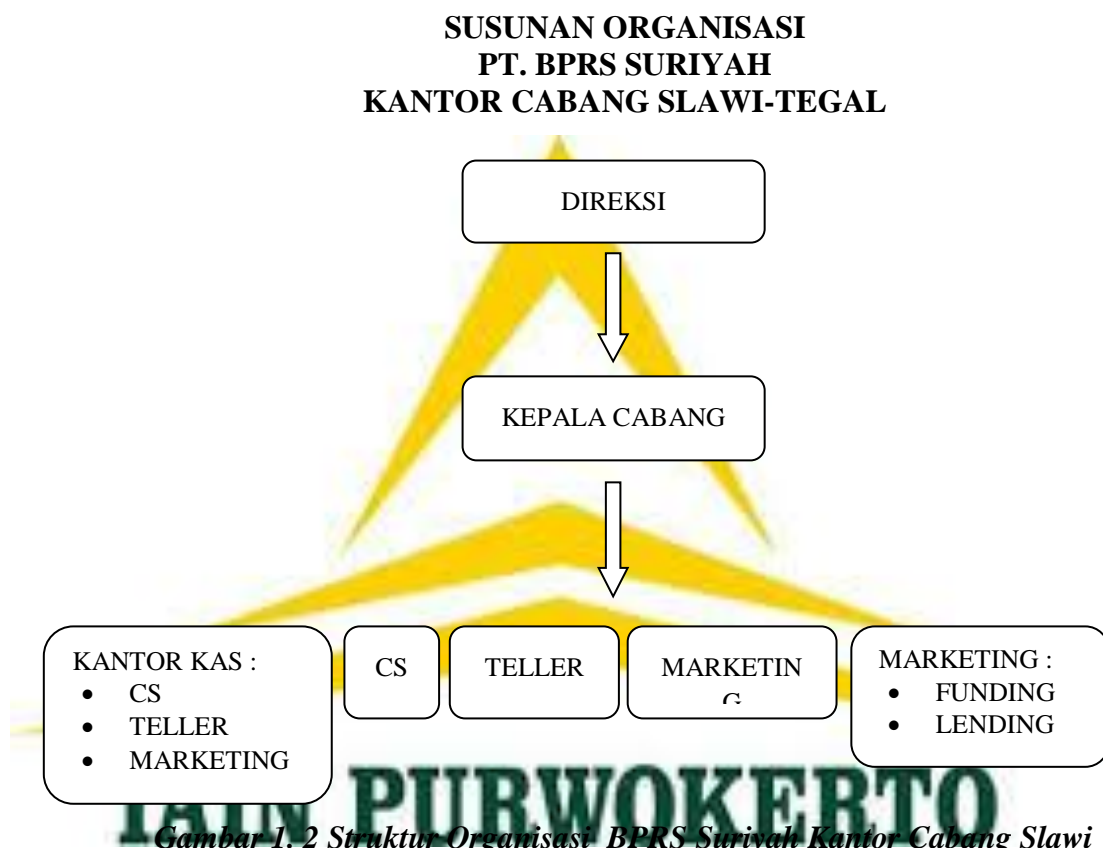 SUSUNAN ORGANISASI
PT. BPRS SURIYAH
KANTOR CABANG SLAWI-TEGAL
DIREKSI
KEPALA CABANG
KANTOR KAS :
• CS
• TELLER
• MARKETING
CS
TELLER
MARKETIN
G
MARKETING :
• FUNDING
• LENDING
IAIN PURWOKERTO
Gambar 1. 2 Struktur Organisasi BPRS Suriyah Kantor Cabang Slawi